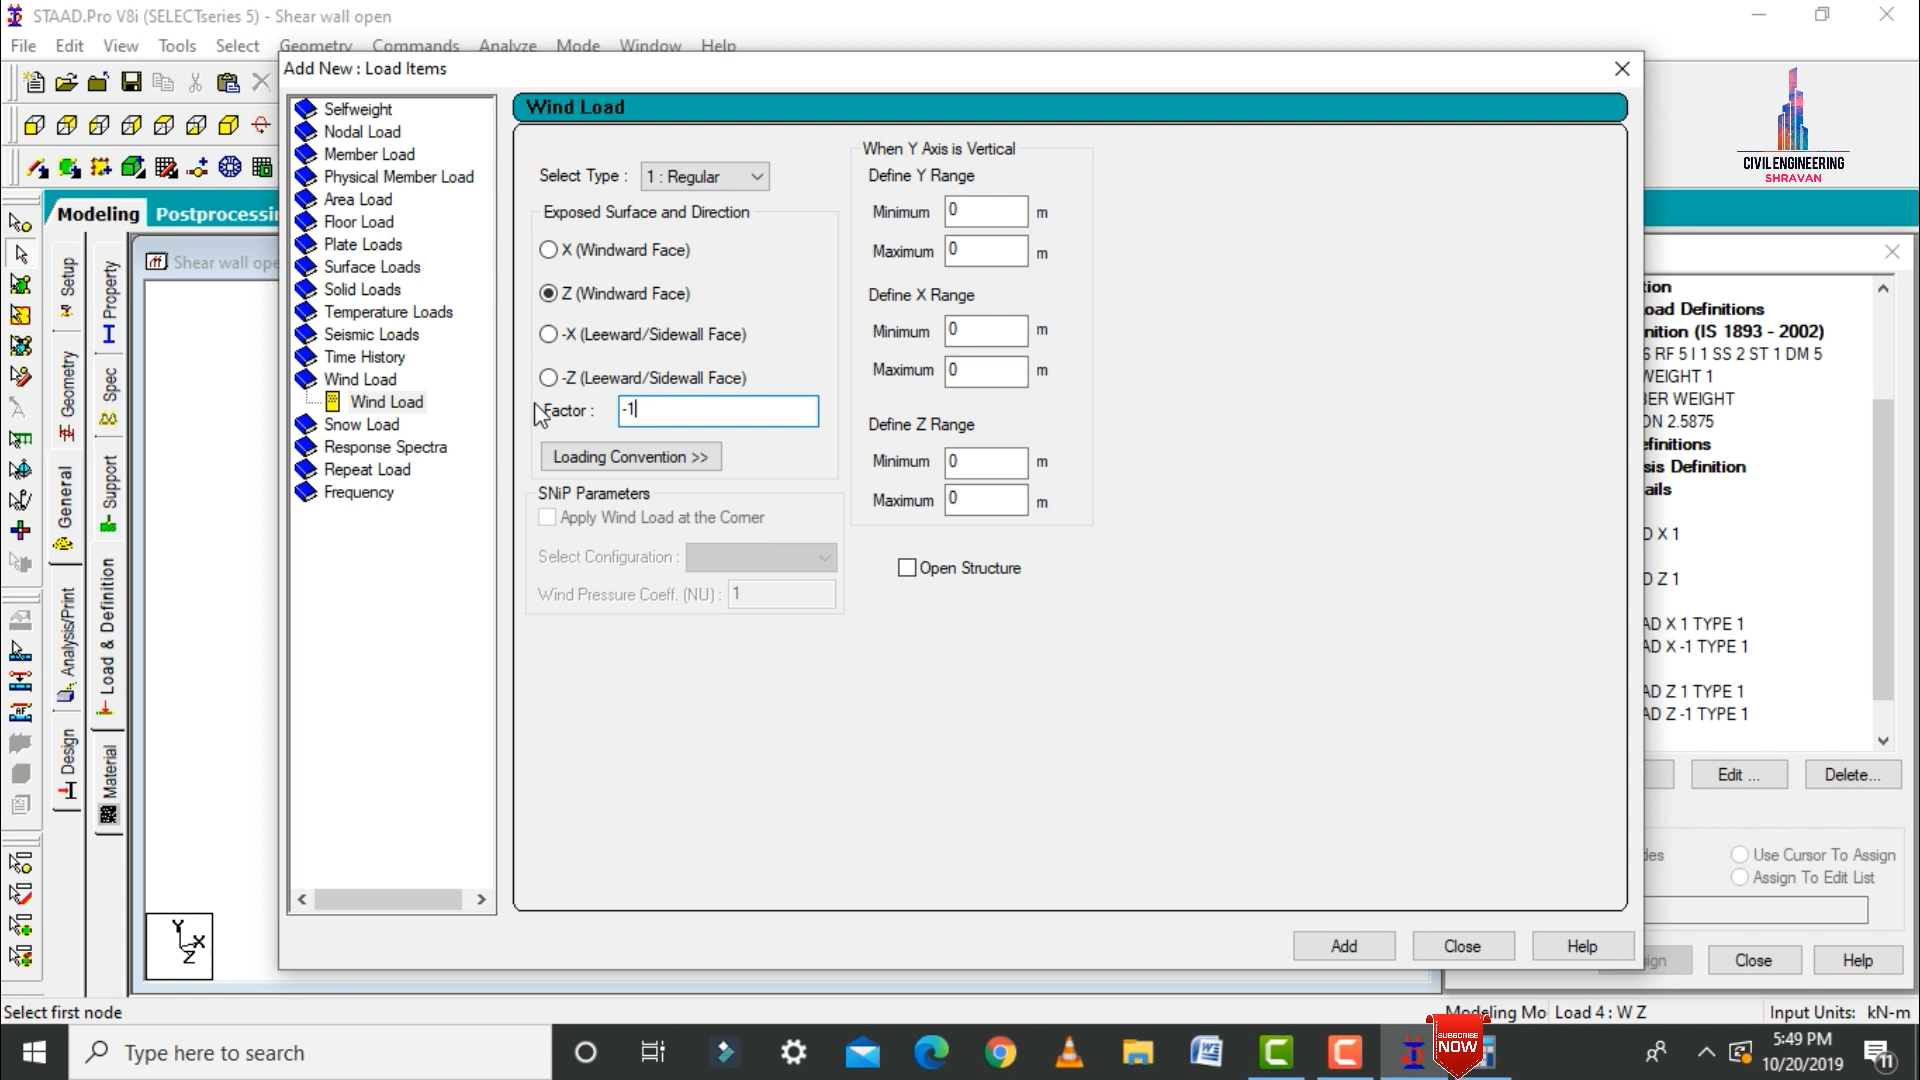 STAAD.Pro V8i (SELECTseries 5) - Shear wall open
File Edit View Tools Select Geometry Commands Analyze Mode Window Help
Add New : Load Items
Modeling
Postprocessin
Shear wall ope
Setup
Geometry
General
Analysis/Print
Design
Property
Spec
Support
Load & Definition
Material
Selfweight
Nodal Load
Member Load
Physical Member Load
Area Load
Floor Load
Plate Loads
Surface Loads
Solid Loads
Temperature Loads
Seismic Loads
Time History
Wind Load
Wind Load
Snow Load
Response Spectra
Repeat Load
Frequency
Wind Load
Select Type : 1 : Regular
Exposed Surface and Direction
X (Windward Face)
Z (Windward Face)
-X (Leeward/Sidewall Face)
-Z (Leeward/Sidewall Face)
Factor : -1
Loading Convention >>
SNiP Parameters
Apply Wind Load at the Corner
Select Configuration :
Wind Pressure Coeff. (NU) : 1
When Y Axis is Vertical
Define Y Range
Minimum 0 m
Maximum 0 m
Define X Range
Minimum 0 m
Maximum 0 m
Define Z Range
Minimum 0 m
Maximum 0 m
Open Structure
Add Close Help
CIVIL ENGINEERING
SHRAVAN
tion
oad Definitions
nition (IS 1893 - 2002)
S RF 5 I 1 SS 2 ST 1 DM 5
WEIGHT 1
BER WEIGHT
ON 2.5875
efinitions
sis Definition
ails
D X 1
D Z 1
AD X 1 TYPE 1
AD X -1 TYPE 1
AD Z 1 TYPE 1
AD Z -1 TYPE 1
Edit ... Delete...
des
Use Cursor To Assign
Assign To Edit List
ign Close Help
Y
X
Z
Select first node
Modeling Mo Load 4 : W Z Input Units: kN-m
Type here to search
SUBSCRIBE
NOW
5:49 PM
10/20/2019
11